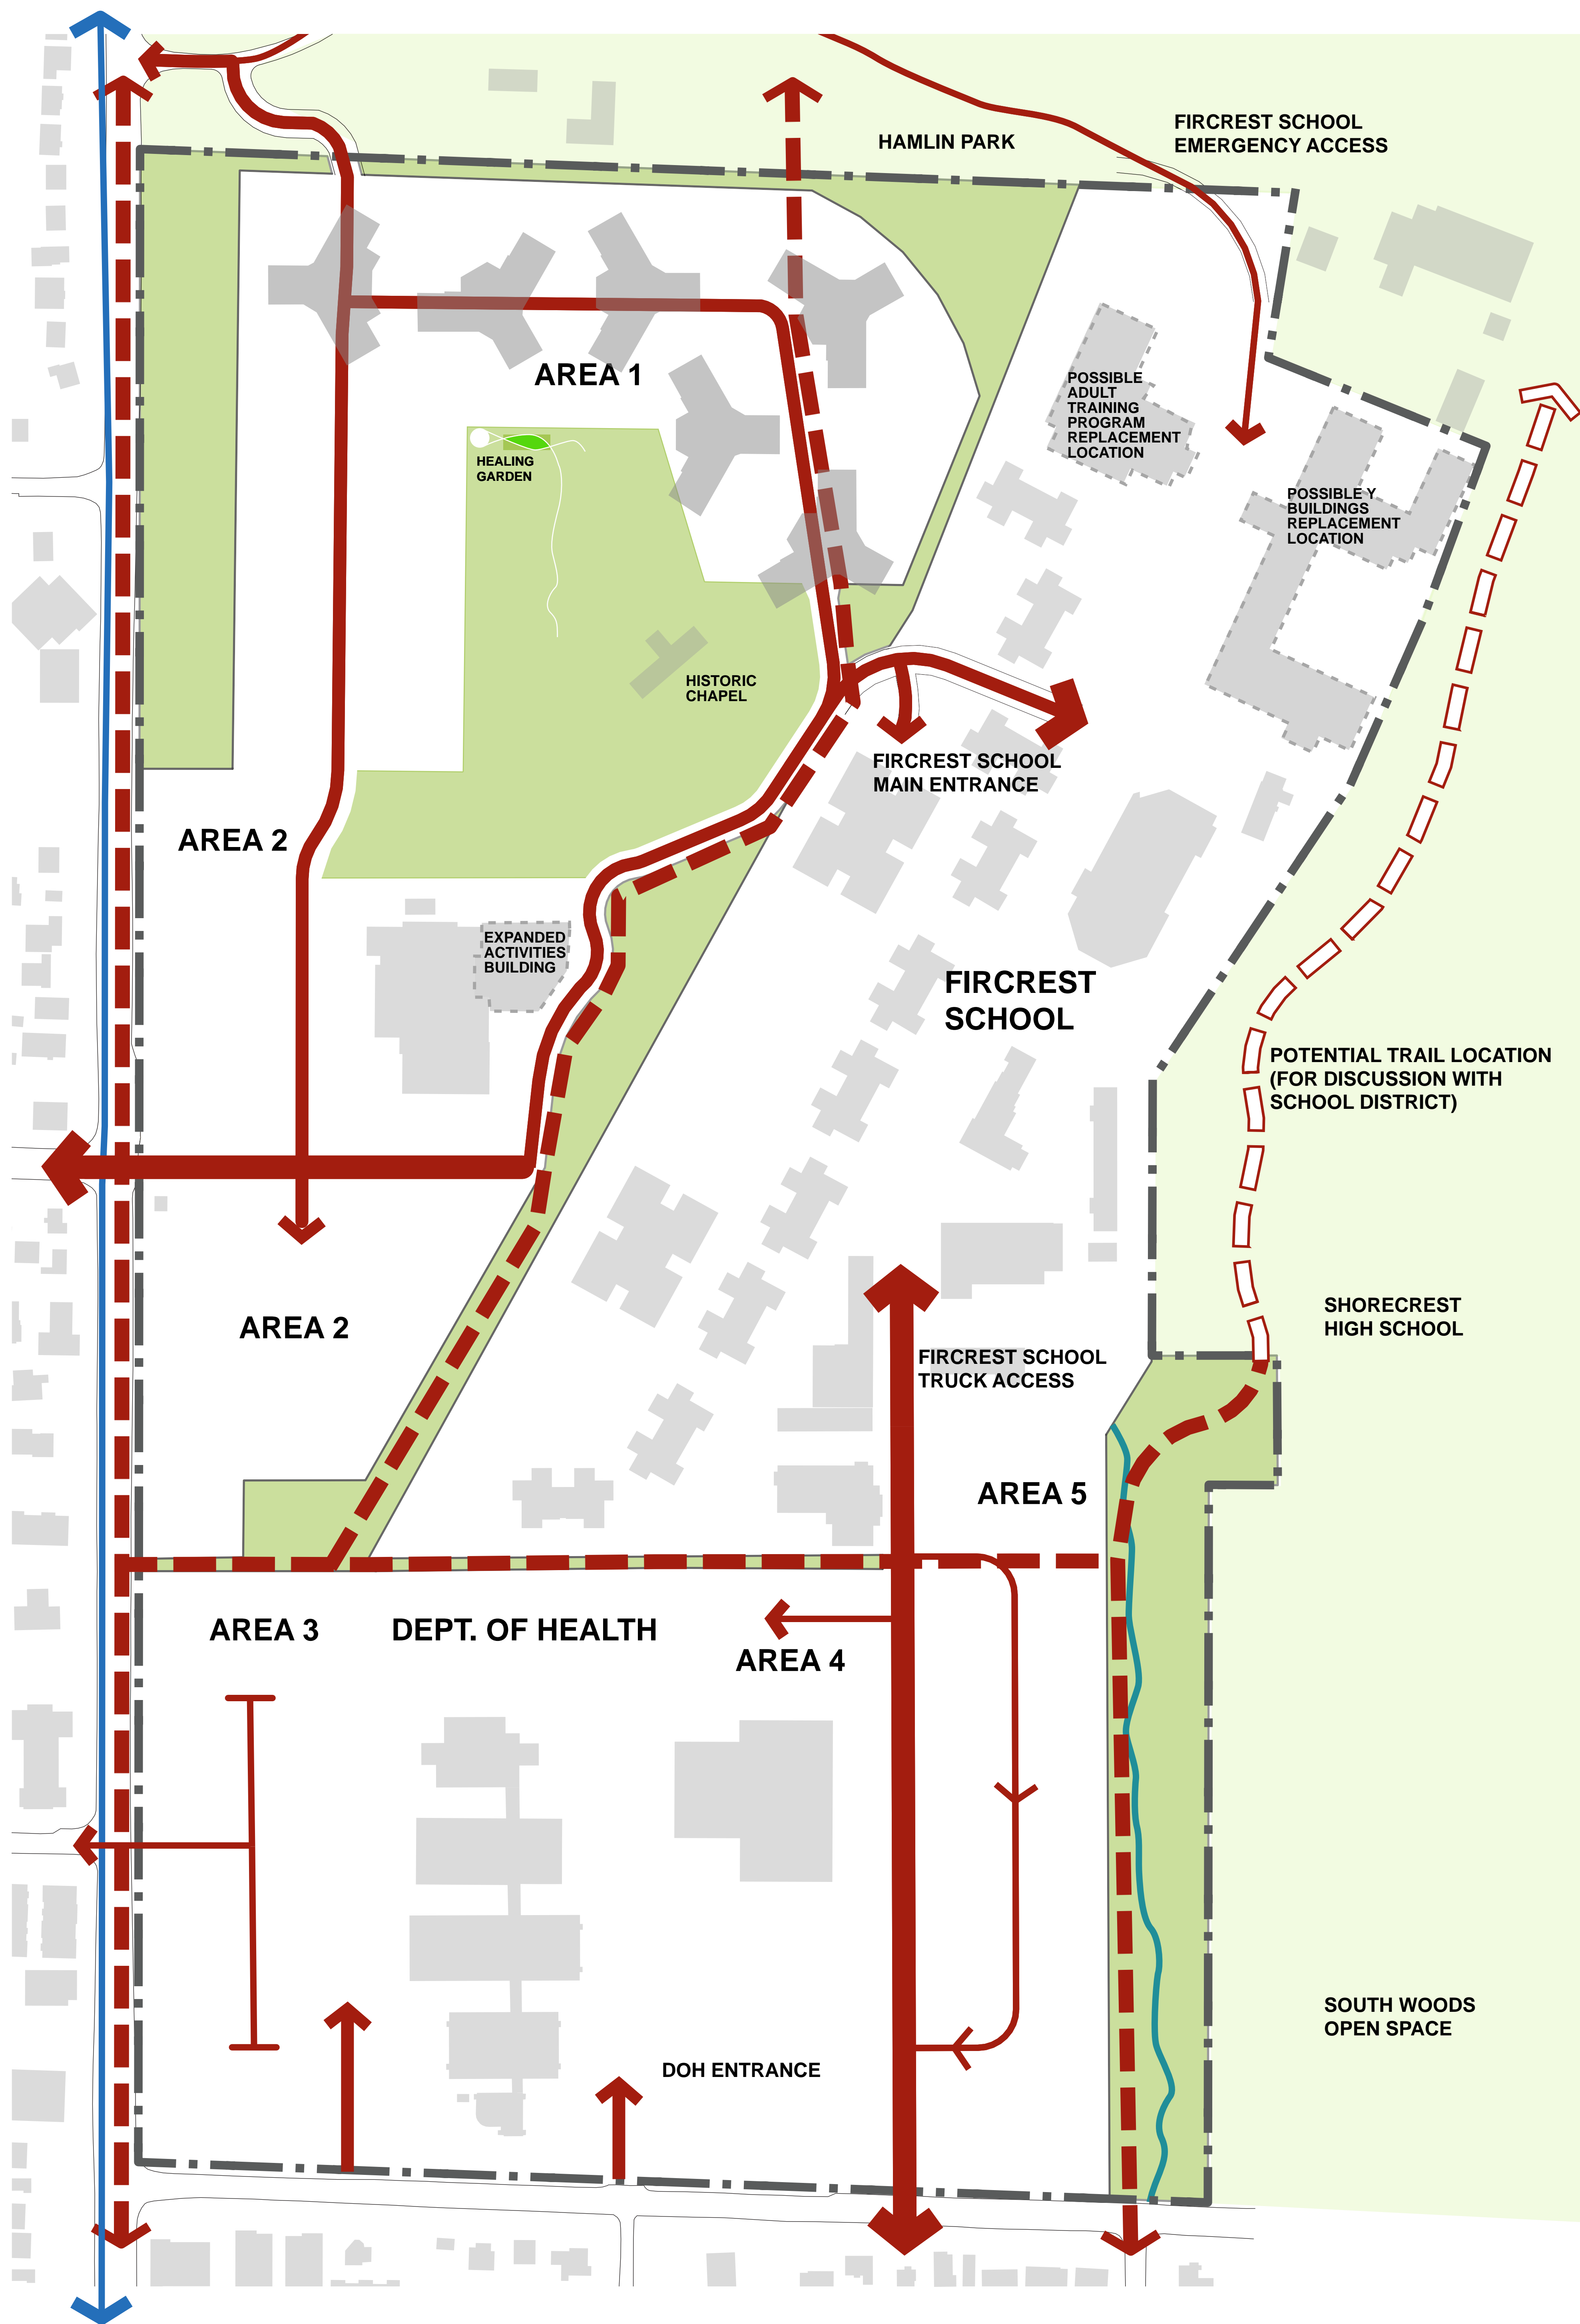 HAMLIN PARK
FIRCREST SCHOOL
EMERGENCY ACCESS
AREA 1
POSSIBLE
ADULT
TRAINING
PROGRAM
REPLACEMENT
LOCATION
HEALING
GARDEN
POSSIBLE Y
BUILDINGS
REPLACEMENT
LOCATION
HISTORIC
CHAPEL
FIRCREST SCHOOL
MAIN ENTRANCE
AREA 2
EXPANDED
ACTIVITIES
BUILDING
FIRCREST
SCHOOL
POTENTIAL TRAIL LOCATION
(FOR DISCUSSION WITH
SCHOOL DISTRICT)
AREA 2
SHORECREST
HIGH SCHOOL
FIRCREST SCHOOL
TRUCK ACCESS
AREA 5
AREA 3
DEPT. OF HEALTH
AREA 4
SOUTH WOODS
OPEN SPACE
DOH ENTRANCE